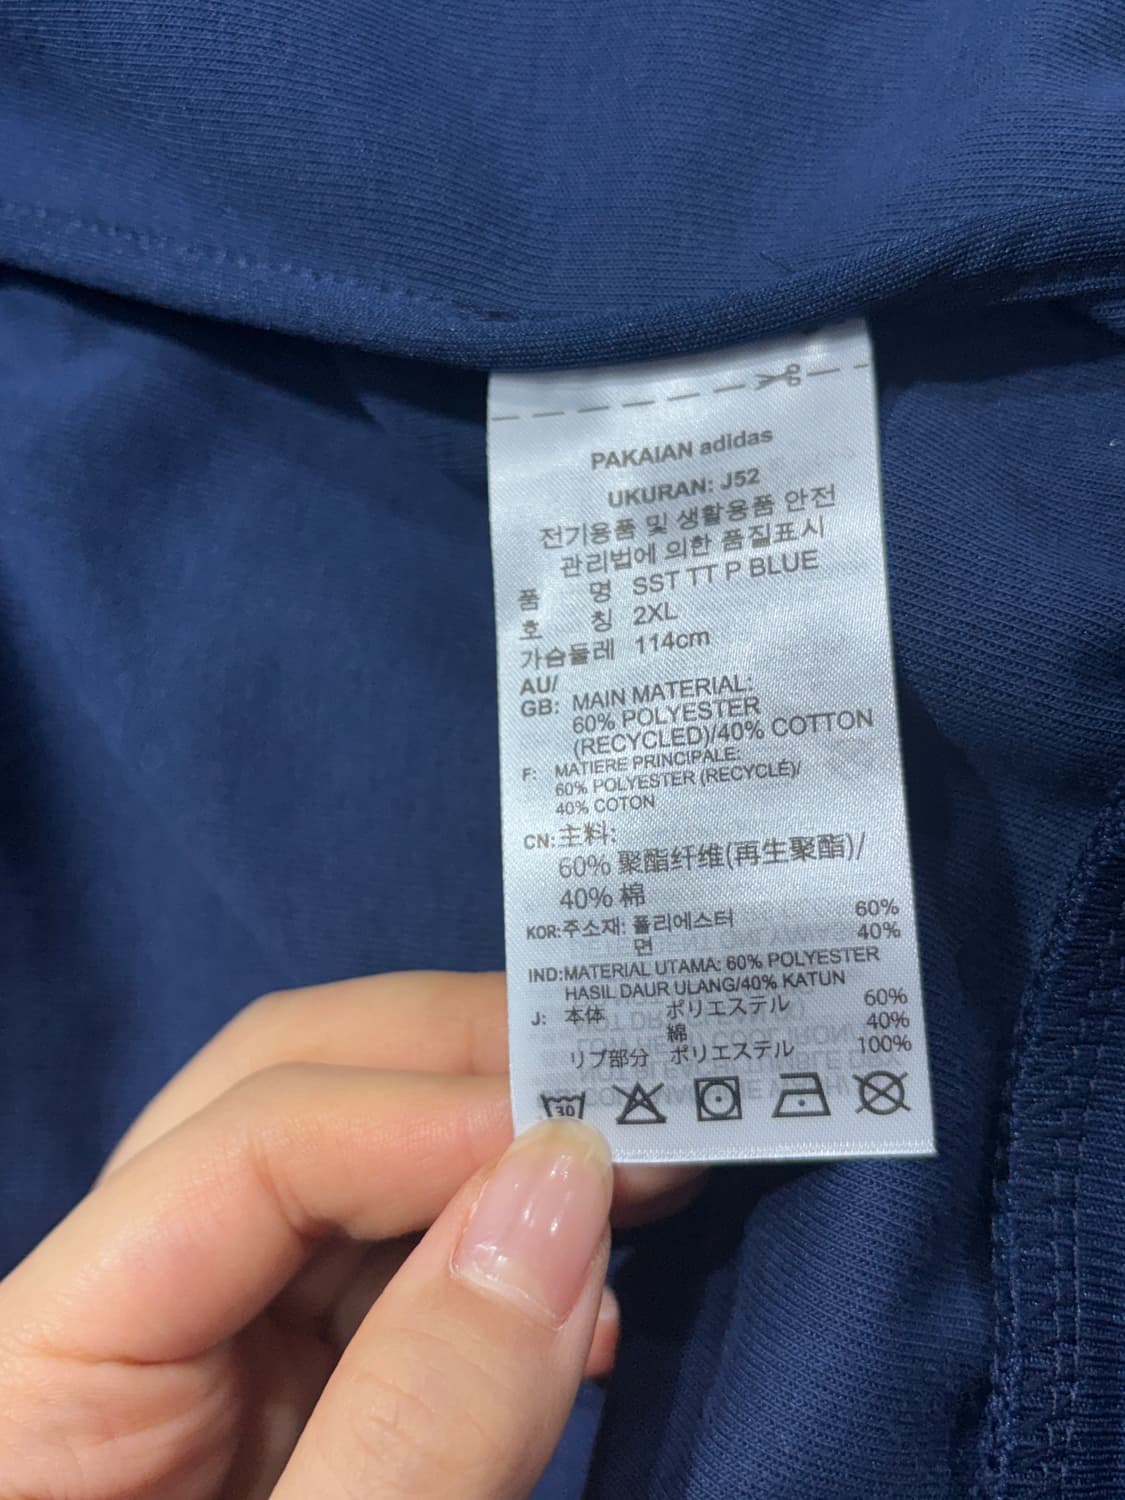 PAKAIAN adidas
UKURAN: J52
전기용품 및 생활용품 안전
관리법에 의한 품질표시
품 명 SST TT P BLUE
호 칭 2XL
가슴둘레 114cm
AU/
GB: MAIN MATERIAL:
60% POLYESTER
(RECYCLED)/40% COTTON
F: MATIERE PRINCIPALE:
60% POLYESTER (RECYCLÉ)/
40% COTON
CN: 主料:
60% 聚酯纤维(再生聚酯)/
40% 棉
KOR: 주소재: 폴리에스터 60%
면 40%
IND: MATERIAL UTAMA: 60% POLYESTER
HASIL DAUR ULANG/40% KATUN
J: 本体 ポリエステル 60%
綿 40%
リブ部分 ポリエステル 100%
30